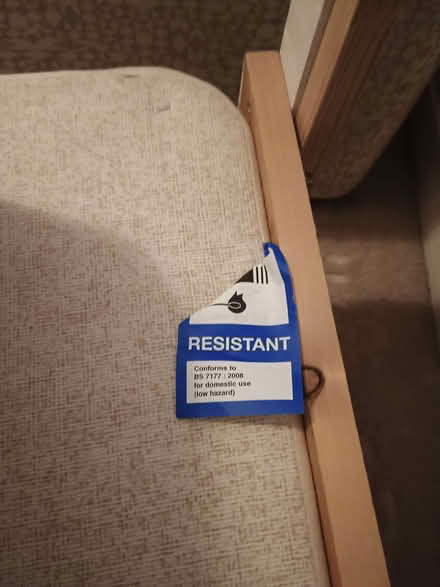 RESISTANT
Conforms to
BS 7177 : 2008
for domestic use
(low hazard)